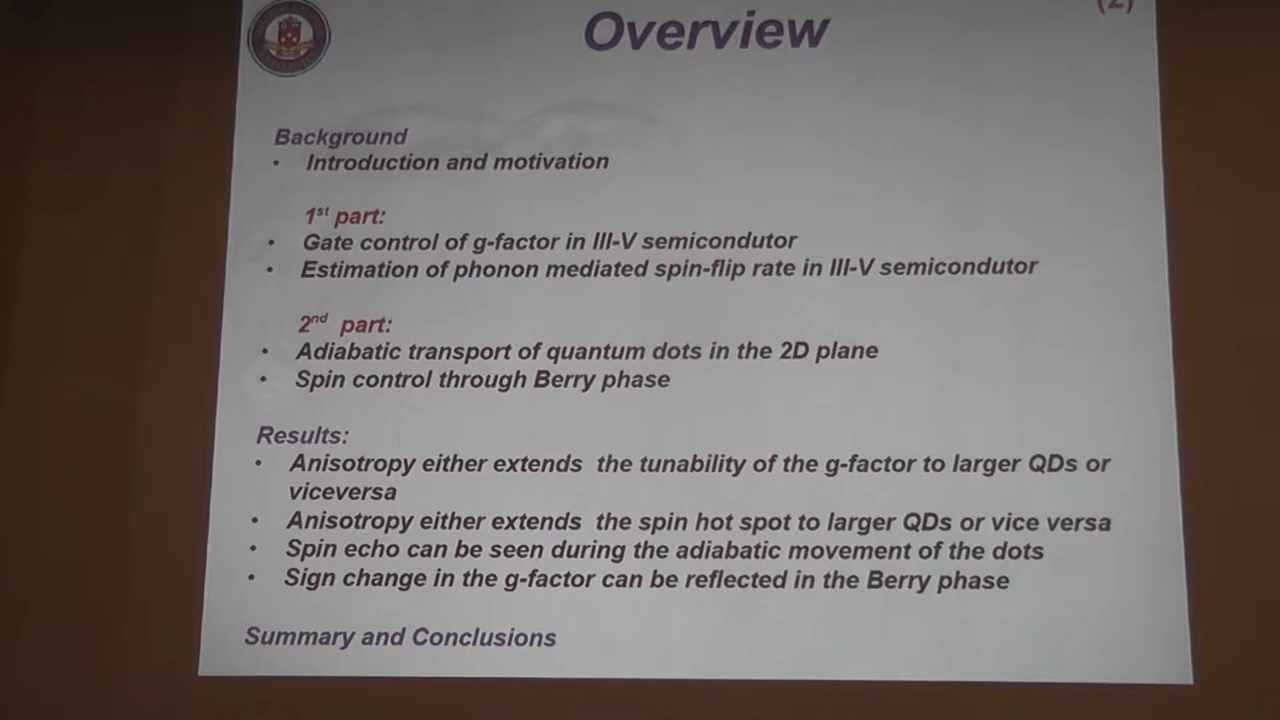 (2)
Overview
Background
• Introduction and motivation
1st part:
• Gate control of g-factor in III-V semicondutor
• Estimation of phonon mediated spin-flip rate in III-V semicondutor
2nd part:
• Adiabatic transport of quantum dots in the 2D plane
• Spin control through Berry phase
Results:
• Anisotropy either extends the tunability of the g-factor to larger QDs or
viceversa
• Anisotropy either extends the spin hot spot to larger QDs or vice versa
• Spin echo can be seen during the adiabatic movement of the dots
• Sign change in the g-factor can be reflected in the Berry phase
Summary and Conclusions